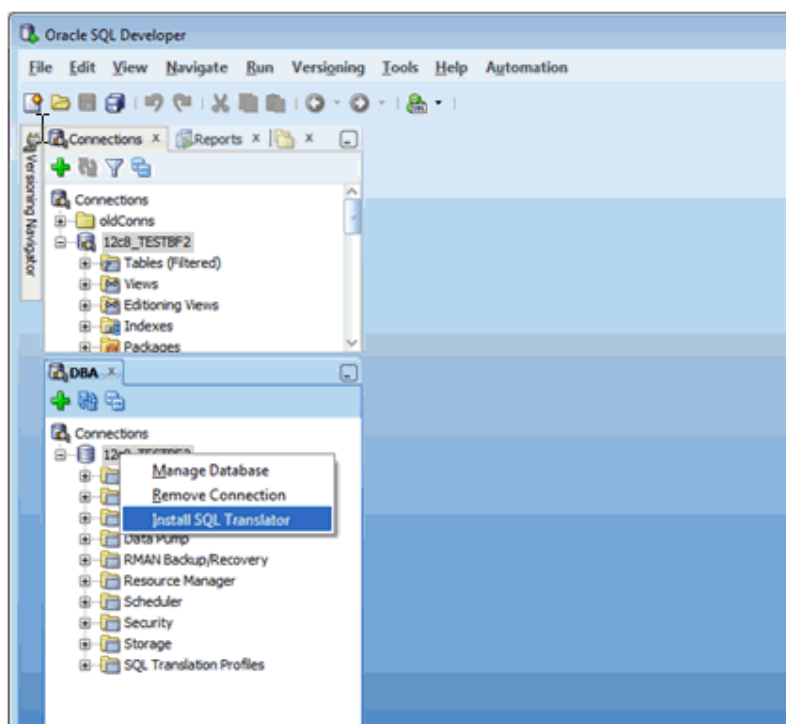 Oracle SQL Developer
File Edit View Navigate Run Versioning Tools Help Automation
Connections x Reports x x
Versioning Navigator
Connections
oldConns
12c8_TESTBF2
Tables (Filtered)
Views
Editioning Views
Indexes
Packages
DBA x
Connections
Manage Database
Remove Connection
Install SQL Translator
Data Pump
RMAN Backup/Recovery
Resource Manager
Scheduler
Security
Storage
SQL Translation Profiles